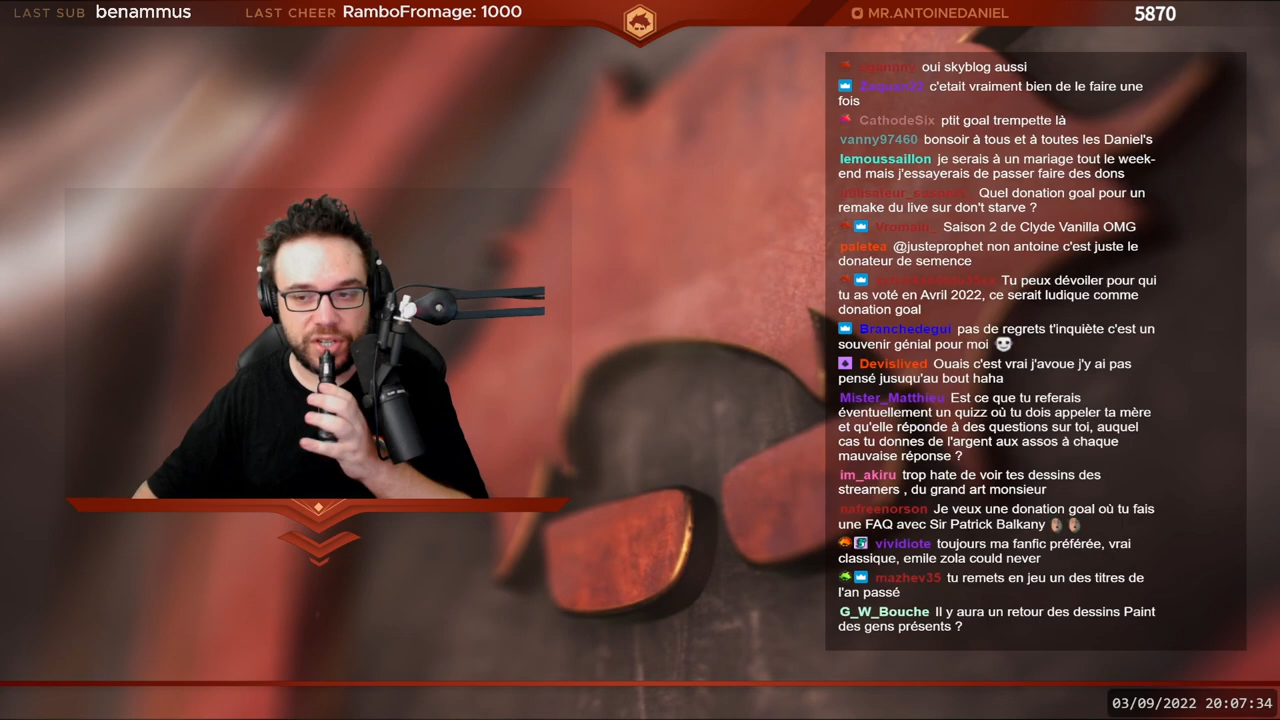 LAST SUB benammus LAST CHEER RamboFromage: 1000 MR.ANTOINEDANIEL 5870
oui skyblog aussi
c'etait vraiment bien de le faire une
fois
CathodeSix ptit goal trempette là
vanny97460 bonsoir à tous et à toutes les Daniel's
lemoussaillon je serais à un mariage tout le week-
end mais j'essayerais de passer faire des dons
Quel donation goal pour un
remake du live sur don't starve ?
Vromain_ Saison 2 de Clyde Vanilla OMG
paletea @justeprophet non antoine c'est juste le
donateur de semence
Tu peux dévoiler pour qui
tu as voté en Avril 2022, ce serait ludique comme
donation goal
Branchedegui pas de regrets t'inquiète c'est un
souvenir génial pour moi
Devislived Ouais c'est vrai j'avoue j'y ai pas
pensé jusuqu'au bout haha
Mister_Matthieu Est ce que tu referais
éventuellement un quizz où tu dois appeler ta mère
et qu'elle réponde à des questions sur toi, auquel
cas tu donnes de l'argent aux assos à chaque
mauvaise réponse ?
im_akiru trop hate de voir tes dessins des
streamers , du grand art monsieur
nafreenorson Je veux une donation goal où tu fais
une FAQ avec Sir Patrick Balkany
vividiote toujours ma fanfic préférée, vrai
classique, emile zola could never
mazhev35 tu remets en jeu un des titres de
l'an passé
G_W_Bouche Il y aura un retour des dessins Paint
des gens présents ?
03/09/2022 20:07:34